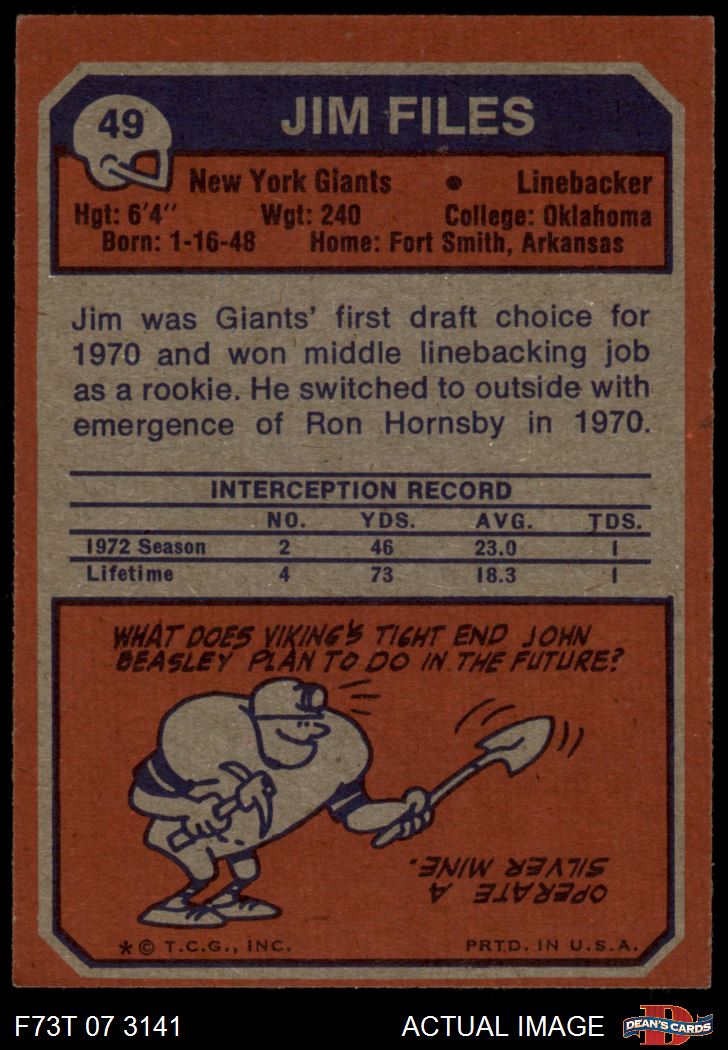 49
JIM FILES
New York Giants • Linebacker
Hgt: 6'4" Wgt: 240 College: Oklahoma
Born: 1-16-48 Home: Fort Smith, Arkansas
Jim was Giants' first draft choice for
1970 and won middle linebacking job
as a rookie. He switched to outside with
emergence of Ron Hornsby in 1970.
INTERCEPTION RECORD
NO. YDS. AVG. TDS.
1972 Season 2 46 23.0 1
Lifetime 4 73 18.3 1
WHAT DOES VIKING'S TIGHT END JOHN
BEASLEY PLAN TO DO IN THE FUTURE?
OPERATE A
SILVER MINE.
* © T.C.G., INC. PRTD. IN U.S.A.
F73T 07 3141 ACTUAL IMAGE D DEAN'S CARDS